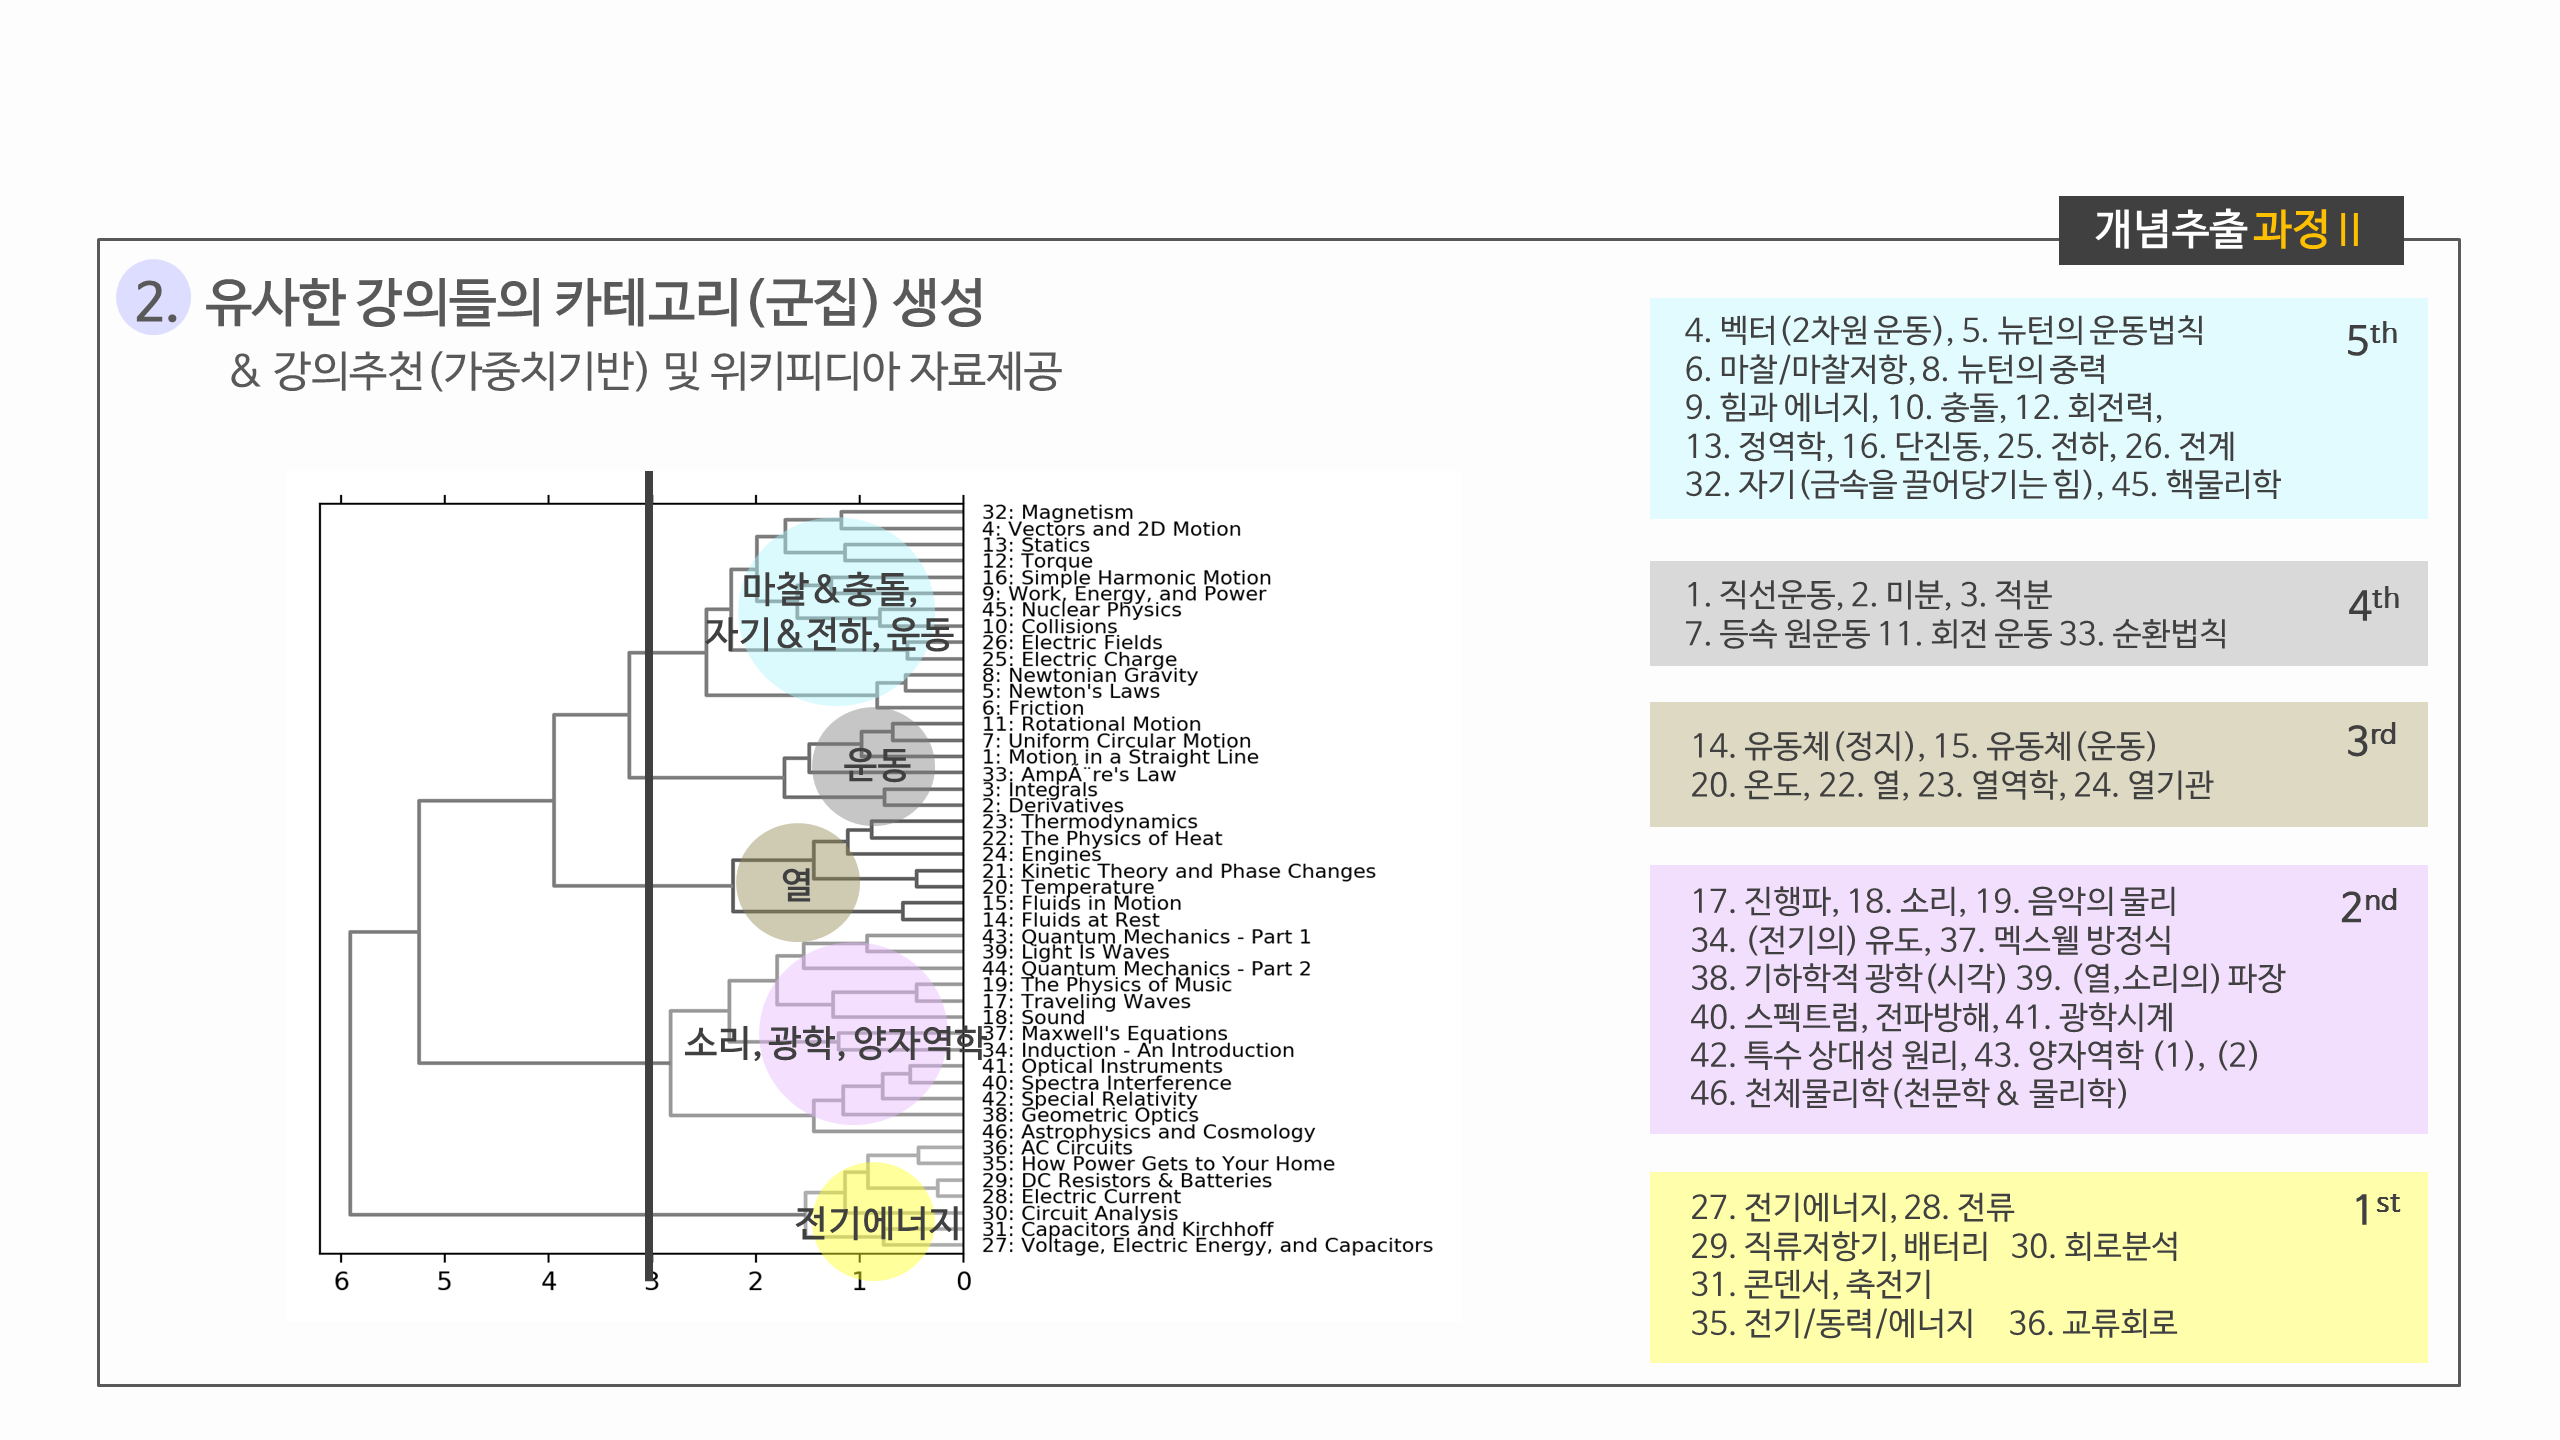 개념추출 과정 II
2. 유사한 강의들의 카테고리(군집) 생성
& 강의추천(가중치기반) 및 위키피디아 자료제공
32: Magnetism
4: Vectors and 2D Motion
13: Statics
12: Torque
16: Simple Harmonic Motion
9: Work, Energy, and Power
45: Nuclear Physics
10: Collisions
26: Electric Fields
25: Electric Charge
8: Newtonian Gravity
5: Newton's Laws
6: Friction
11: Rotational Motion
7: Uniform Circular Motion
1: Motion in a Straight Line
33: AmpÃ¨re's Law
3: Integrals
2: Derivatives
23: Thermodynamics
22: The Physics of Heat
24: Engines
21: Kinetic Theory and Phase Changes
20: Temperature
15: Fluids in Motion
14: Fluids at Rest
43: Quantum Mechanics - Part 1
39: Light Is Waves
44: Quantum Mechanics - Part 2
19: The Physics of Music
17: Traveling Waves
18: Sound
37: Maxwell's Equations
34: Induction - An Introduction
41: Optical Instruments
40: Spectra Interference
42: Special Relativity
38: Geometric Optics
46: Astrophysics and Cosmology
36: AC Circuits
35: How Power Gets to Your Home
29: DC Resistors & Batteries
28: Electric Current
30: Circuit Analysis
31: Capacitors and Kirchhoff
27: Voltage, Electric Energy, and Capacitors
마찰 & 충돌,
자기 & 전하, 운동
운동
열
소리, 광학, 양자역학
전기에너지
6 5 4 3 2 1 0
4. 벡터(2차원 운동), 5. 뉴턴의 운동법칙
6. 마찰/마찰저항, 8. 뉴턴의 중력
9. 힘과 에너지, 10. 충돌, 12. 회전력,
13. 정역학, 16. 단진동, 25. 전하, 26. 전계
32. 자기(금속을 끌어당기는 힘), 45. 핵물리학
5th
1. 직선운동, 2. 미분, 3. 적분
7. 등속 원운동 11. 회전 운동 33. 순환법칙
4th
14. 유동체(정지), 15. 유동체(운동)
20. 온도, 22. 열, 23. 열역학, 24. 열기관
3rd
17. 진행파, 18. 소리, 19. 음악의 물리
34. (전기의) 유도, 37. 멕스웰 방정식
38. 기하학적 광학(시각) 39. (열,소리의) 파장
40. 스펙트럼, 전파방해, 41. 광학시계
42. 특수 상대성 원리, 43. 양자역학 (1), (2)
46. 천체물리학(천문학 & 물리학)
2nd
27. 전기에너지, 28. 전류
29. 직류저항기, 배터리 30. 회로분석
31. 콘덴서, 축전기
35. 전기/동력/에너지 36. 교류회로
1st